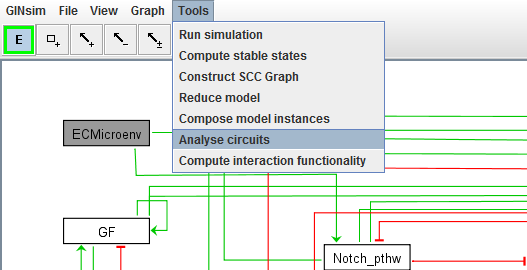 GINsim File View Graph Tools
E
Run simulation
Compute stable states
Construct SCC Graph
Reduce model
Compose model instances
Analyse circuits
Compute interaction functionality
ECMicroenv
GF
Notch_pthw